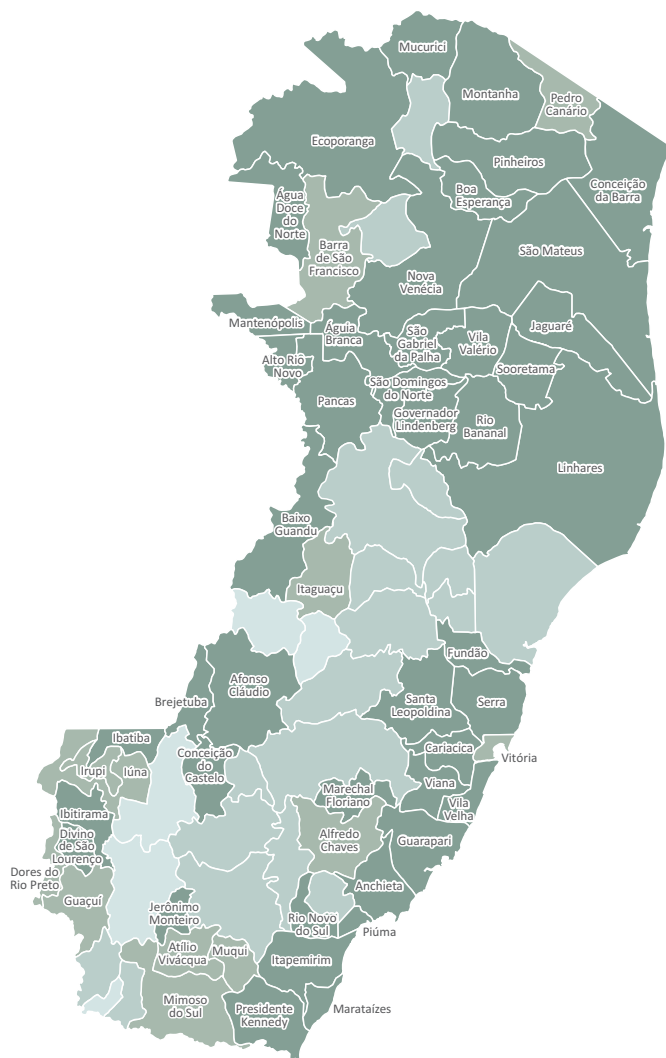 Mucurici
Montanha
Pedro
Canário
Ecoporanga
Pinheiros
Água
Doce
do
Norte
Boa
Esperança
Conceição
da Barra
Barra
de São
Francisco
São Mateus
Nova
Venécia
Mantenópolis
Águia
Branca
São
Gabriel
da Palha
Vila
Valério
Jaguaré
Alto Rio
Novo
Sooretama
Pancas
São Domingos
do Norte
Governador
Lindenberg
Rio
Bananal
Linhares
Baixo
Guandu
Itaguaçu
Fundão
Afonso
Cláudio
Brejetuba
Santa
Leopoldina
Serra
Ibatiba
Cariacica
Vitória
Irupi
Iúna
Conceição
do
Castelo
Viana
Marechal
Floriano
Vila
Velha
Ibitirama
Divino
de São
Lourenço
Alfredo
Chaves
Guarapari
Dores do
Rio Preto
Guaçuí
Anchieta
Jerônimo
Monteiro
Rio Novo
do Sul
Piúma
Atílio
Vivácqua
Muqui
Itapemirim
Mimoso
do Sul
Presidente
Kennedy
Marataízes